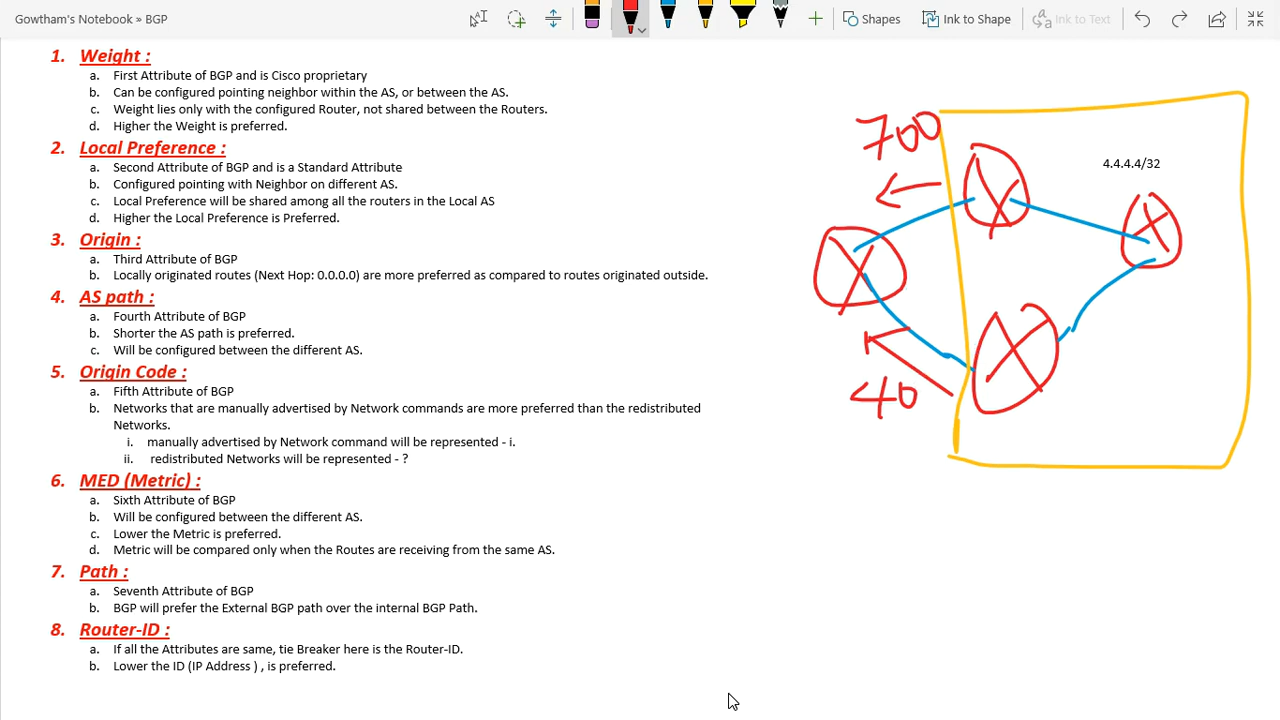 Gowtham's Notebook » BGP
Shapes
Ink to Shape
Ink to Text
1. Weight :
a. First Attribute of BGP and is Cisco proprietary
b. Can be configured pointing neighbor within the AS, or between the AS.
c. Weight lies only with the configured Router, not shared between the Routers.
d. Higher the Weight is preferred.
2. Local Preference :
a. Second Attribute of BGP and is a Standard Attribute
b. Configured pointing with Neighbor on different AS.
c. Local Preference will be shared among all the routers in the Local AS
d. Higher the Local Preference is Preferred.
3. Origin :
a. Third Attribute of BGP
b. Locally originated routes (Next Hop: 0.0.0.0) are more preferred as compared to routes originated outside.
4. AS path :
a. Fourth Attribute of BGP
b. Shorter the AS path is preferred.
c. Will be configured between the different AS.
5. Origin Code :
a. Fifth Attribute of BGP
b. Networks that are manually advertised by Network commands are more preferred than the redistributed
Networks.
i. manually advertised by Network command will be represented - i.
ii. redistributed Networks will be represented - ?
6. MED (Metric) :
a. Sixth Attribute of BGP
b. Will be configured between the different AS.
c. Lower the Metric is preferred.
d. Metric will be compared only when the Routes are receiving from the same AS.
7. Path :
a. Seventh Attribute of BGP
b. BGP will prefer the External BGP path over the internal BGP Path.
8. Router-ID :
a. If all the Attributes are same, tie Breaker here is the Router-ID.
b. Lower the ID (IP Address ) , is preferred.
700
4.4.4.4/32
40